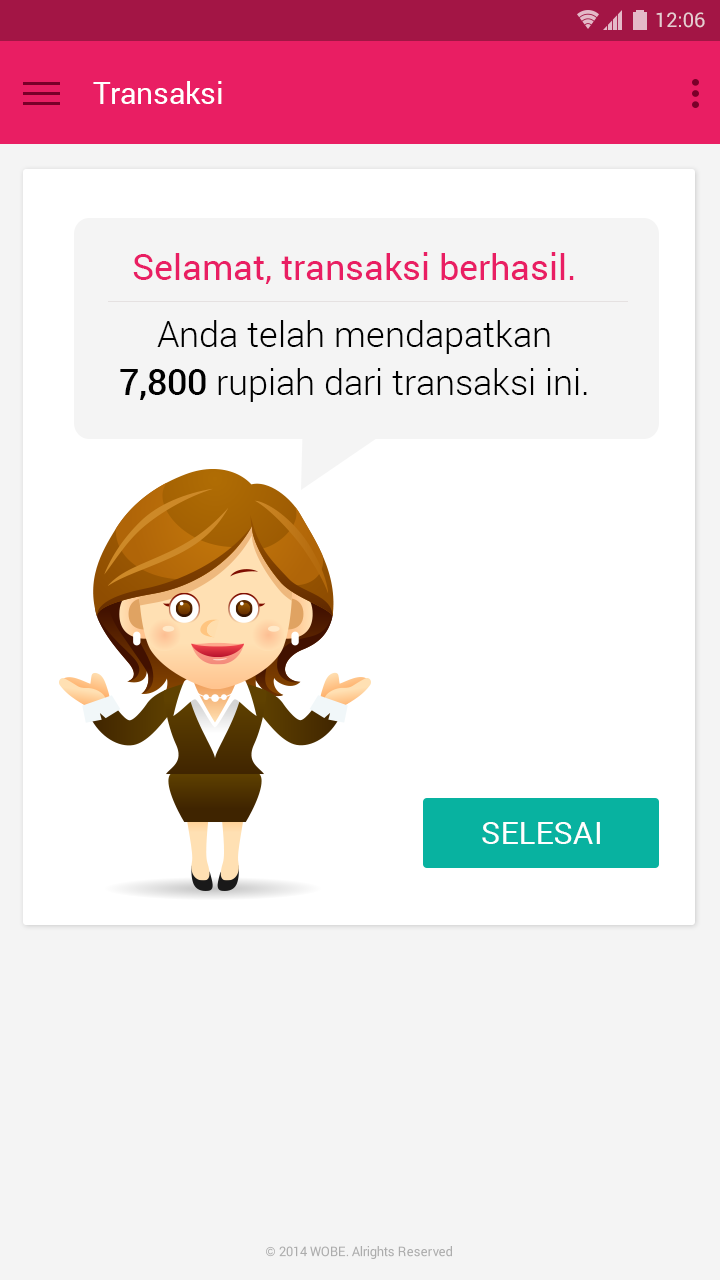 12:06
Transaksi
Selamat, transaksi berhasil.
Anda telah mendapatkan
7,800 rupiah dari transaksi ini.
SELESAI
© 2014 WOBE. Alrights Reserved